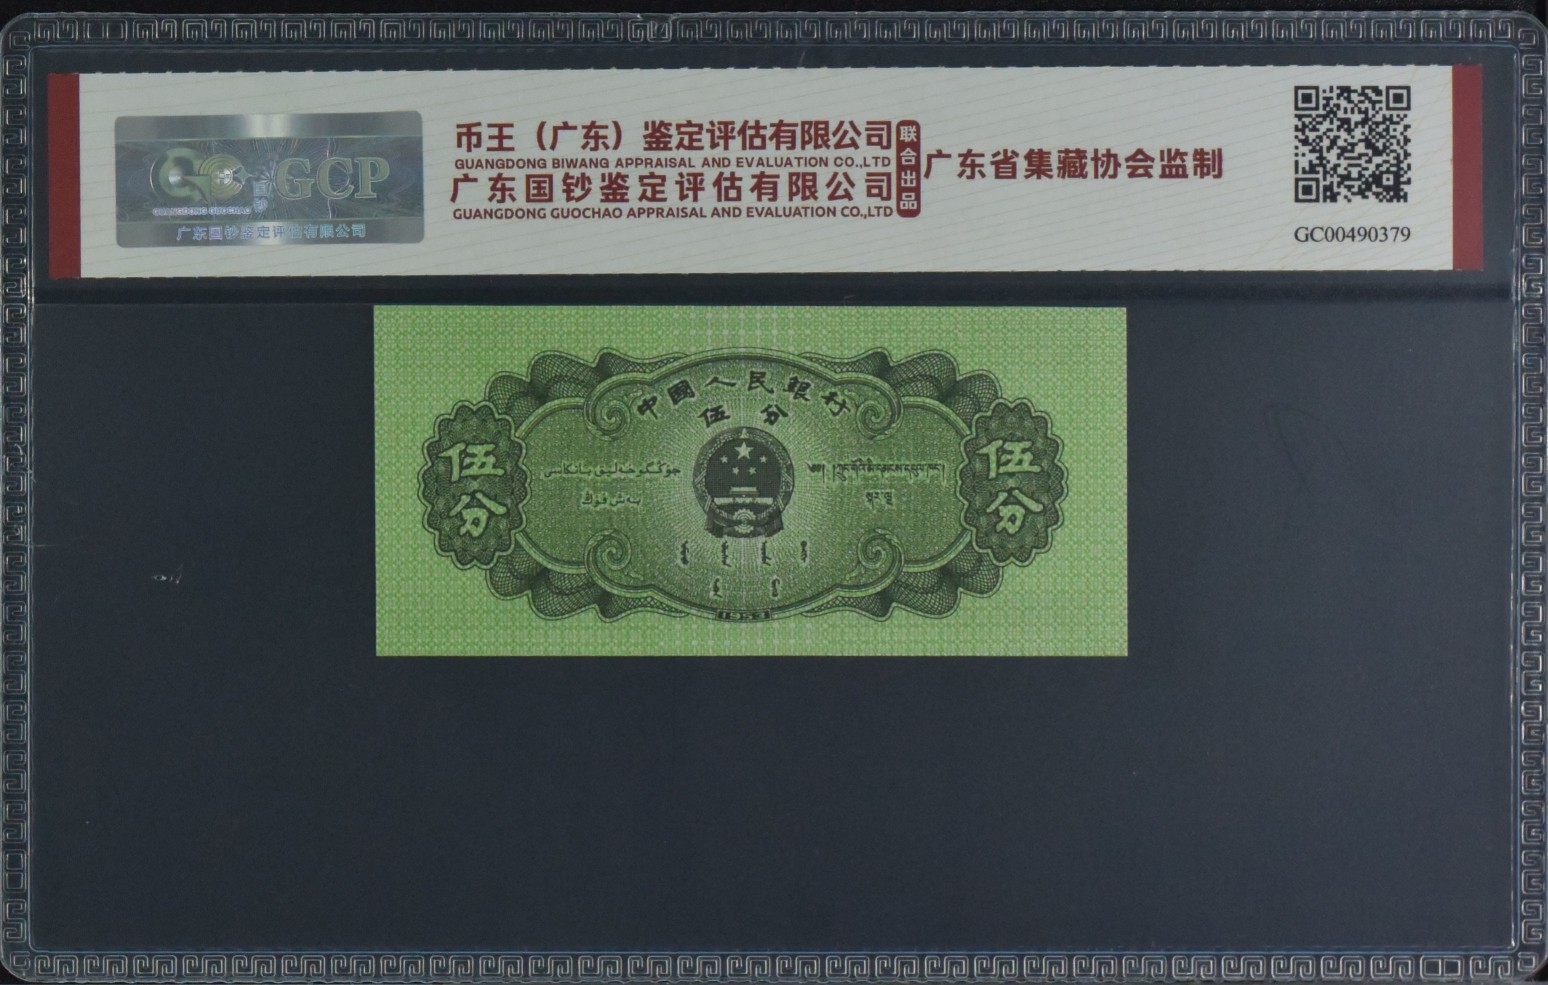 GCP
国钞
GUANGDONG GUOCHAO
广东国钞鉴定评估有限公司
币王（广东）鉴定评估有限公司
GUANGDONG BIWANG APPRAISAL AND EVALUATION CO.,LTD
广东国钞鉴定评估有限公司
GUANGDONG GUOCHAO APPRAISAL AND EVALUATION CO.,LTD
联合出品
广东省集藏协会监制
GC00490379
中國人民銀行
伍分
伍分
伍分
1953